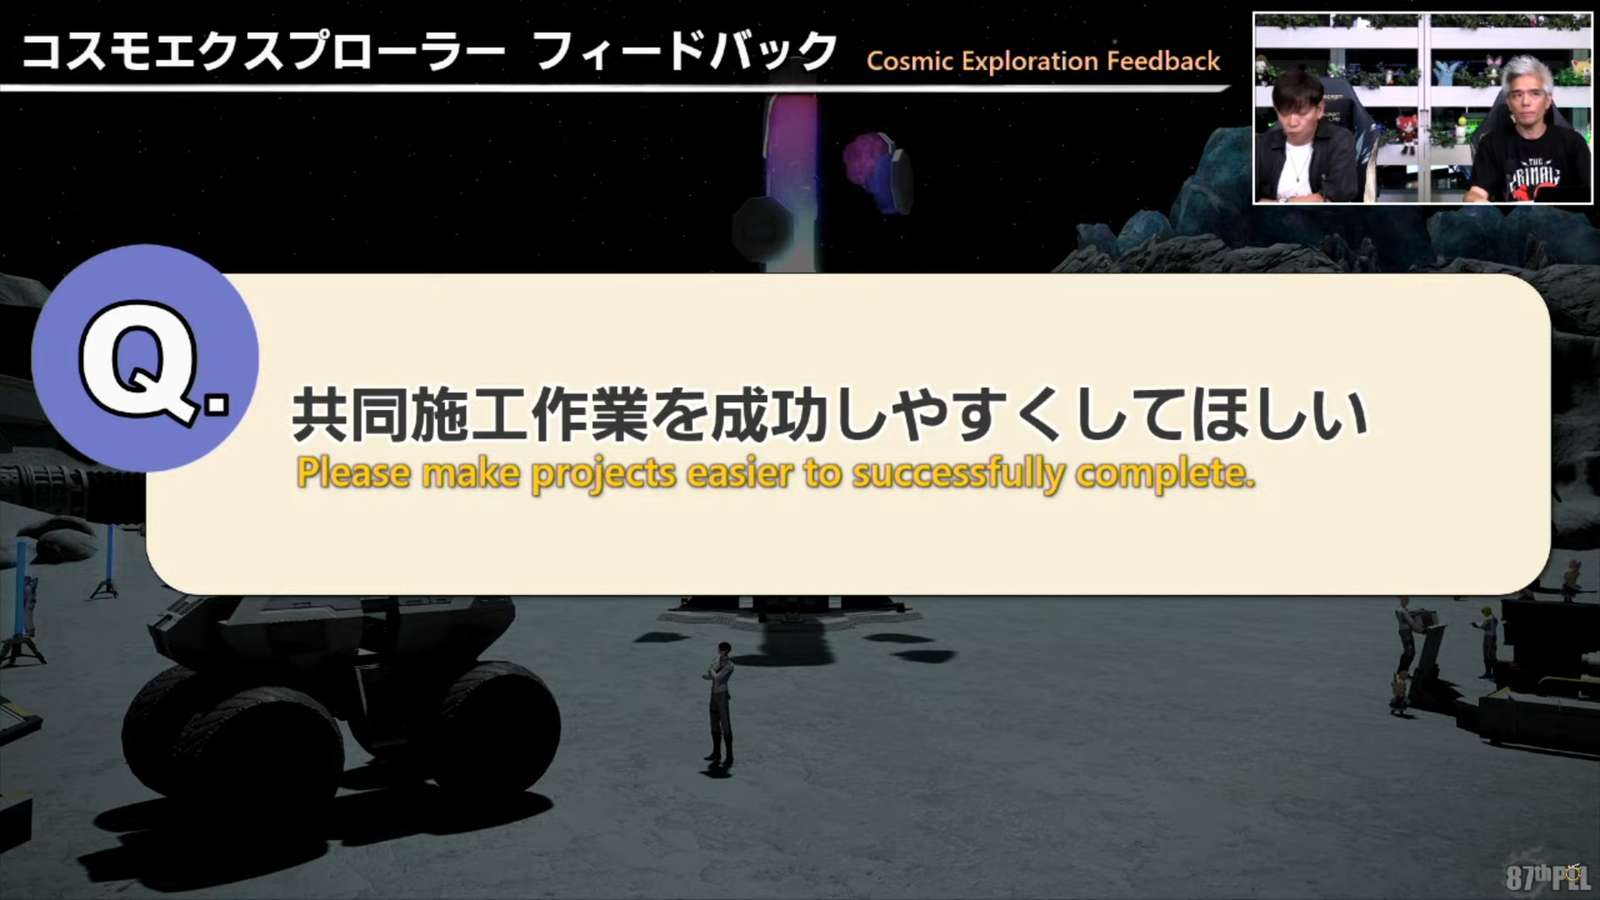 コスモエクスプローラー フィードバック Cosmic Exploration Feedback
Q.
共同施工作業を成功しやすくしてほしい
Please make projects easier to successfully complete.
THE
87thPLL